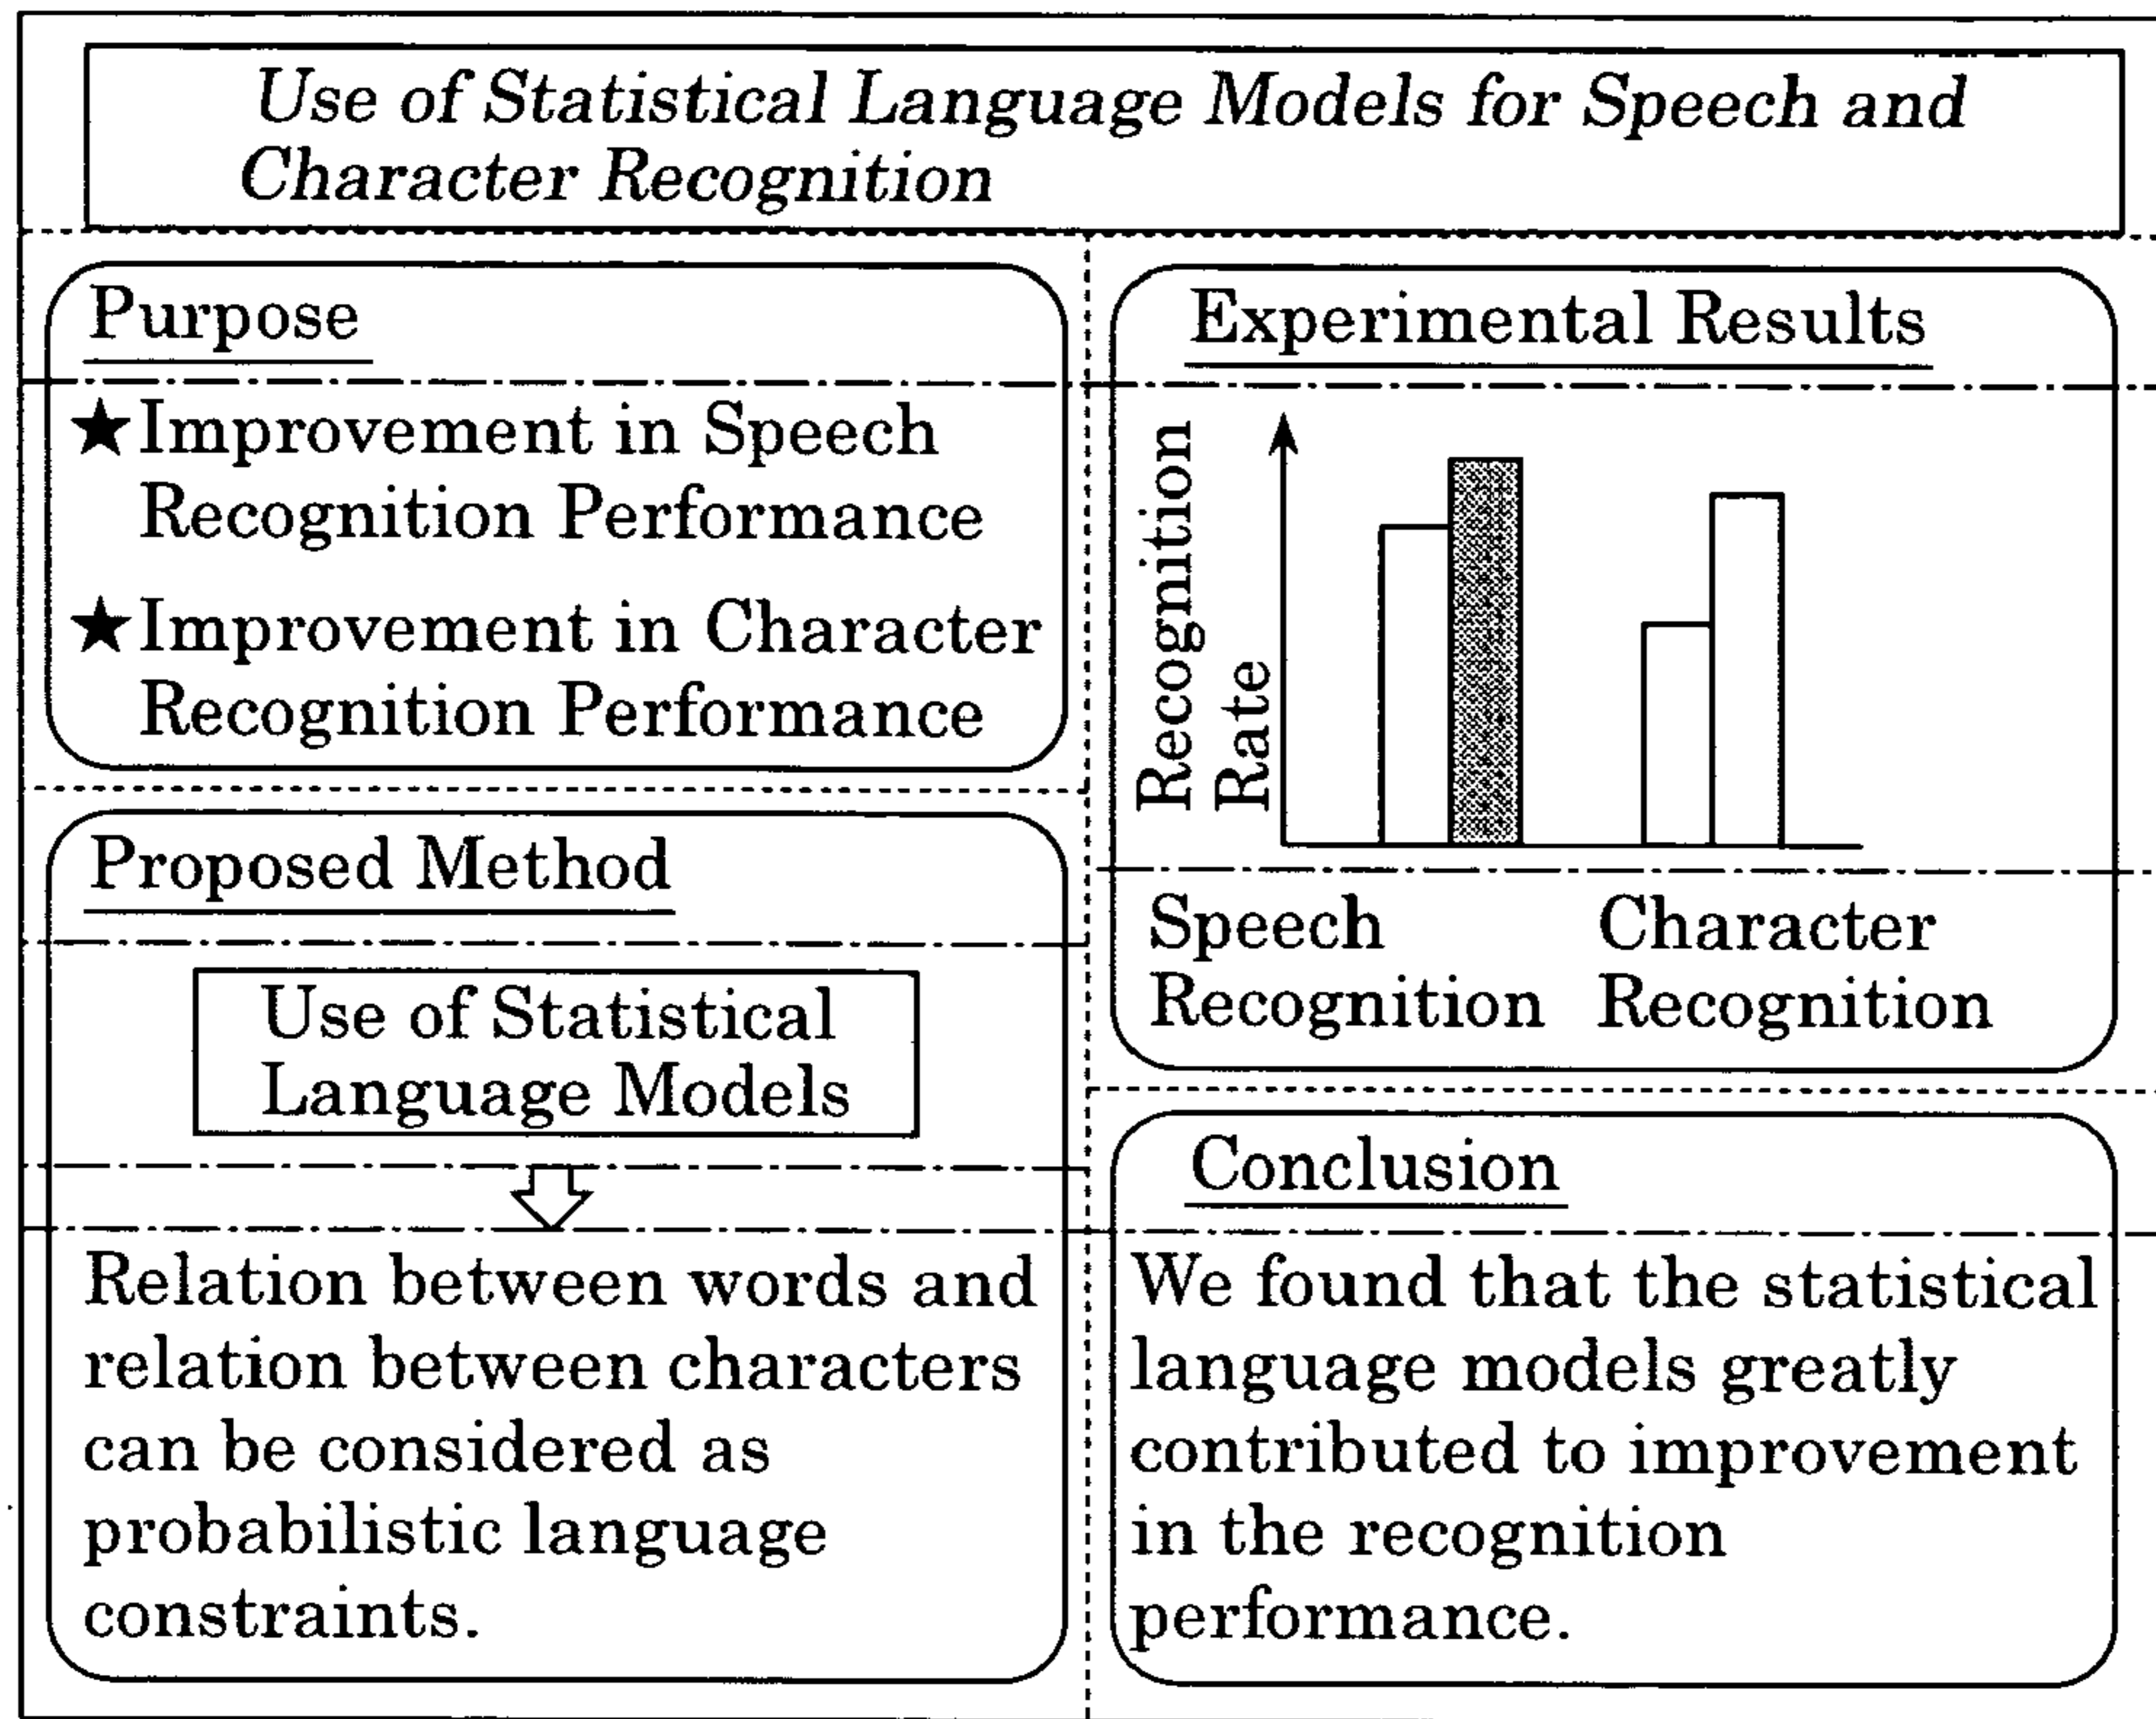 Use of Statistical Language Models for Speech and
Character Recognition
Purpose
★Improvement in Speech
Recognition Performance
★Improvement in Character
Recognition Performance
Proposed Method
Use of Statistical
Language Models
Relation between words and
relation between characters
can be considered as
probabilistic language
constraints.
Experimental Results
Recognition
Rate
Speech
Recognition
Character
Recognition
Conclusion
We found that the statistical
language models greatly
contributed to improvement
in the recognition
performance.